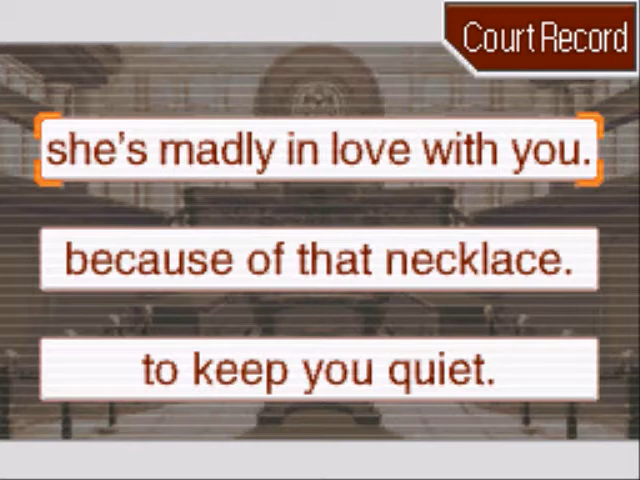 Court Record
she's madly in love with you.
because of that necklace.
to keep you quiet.